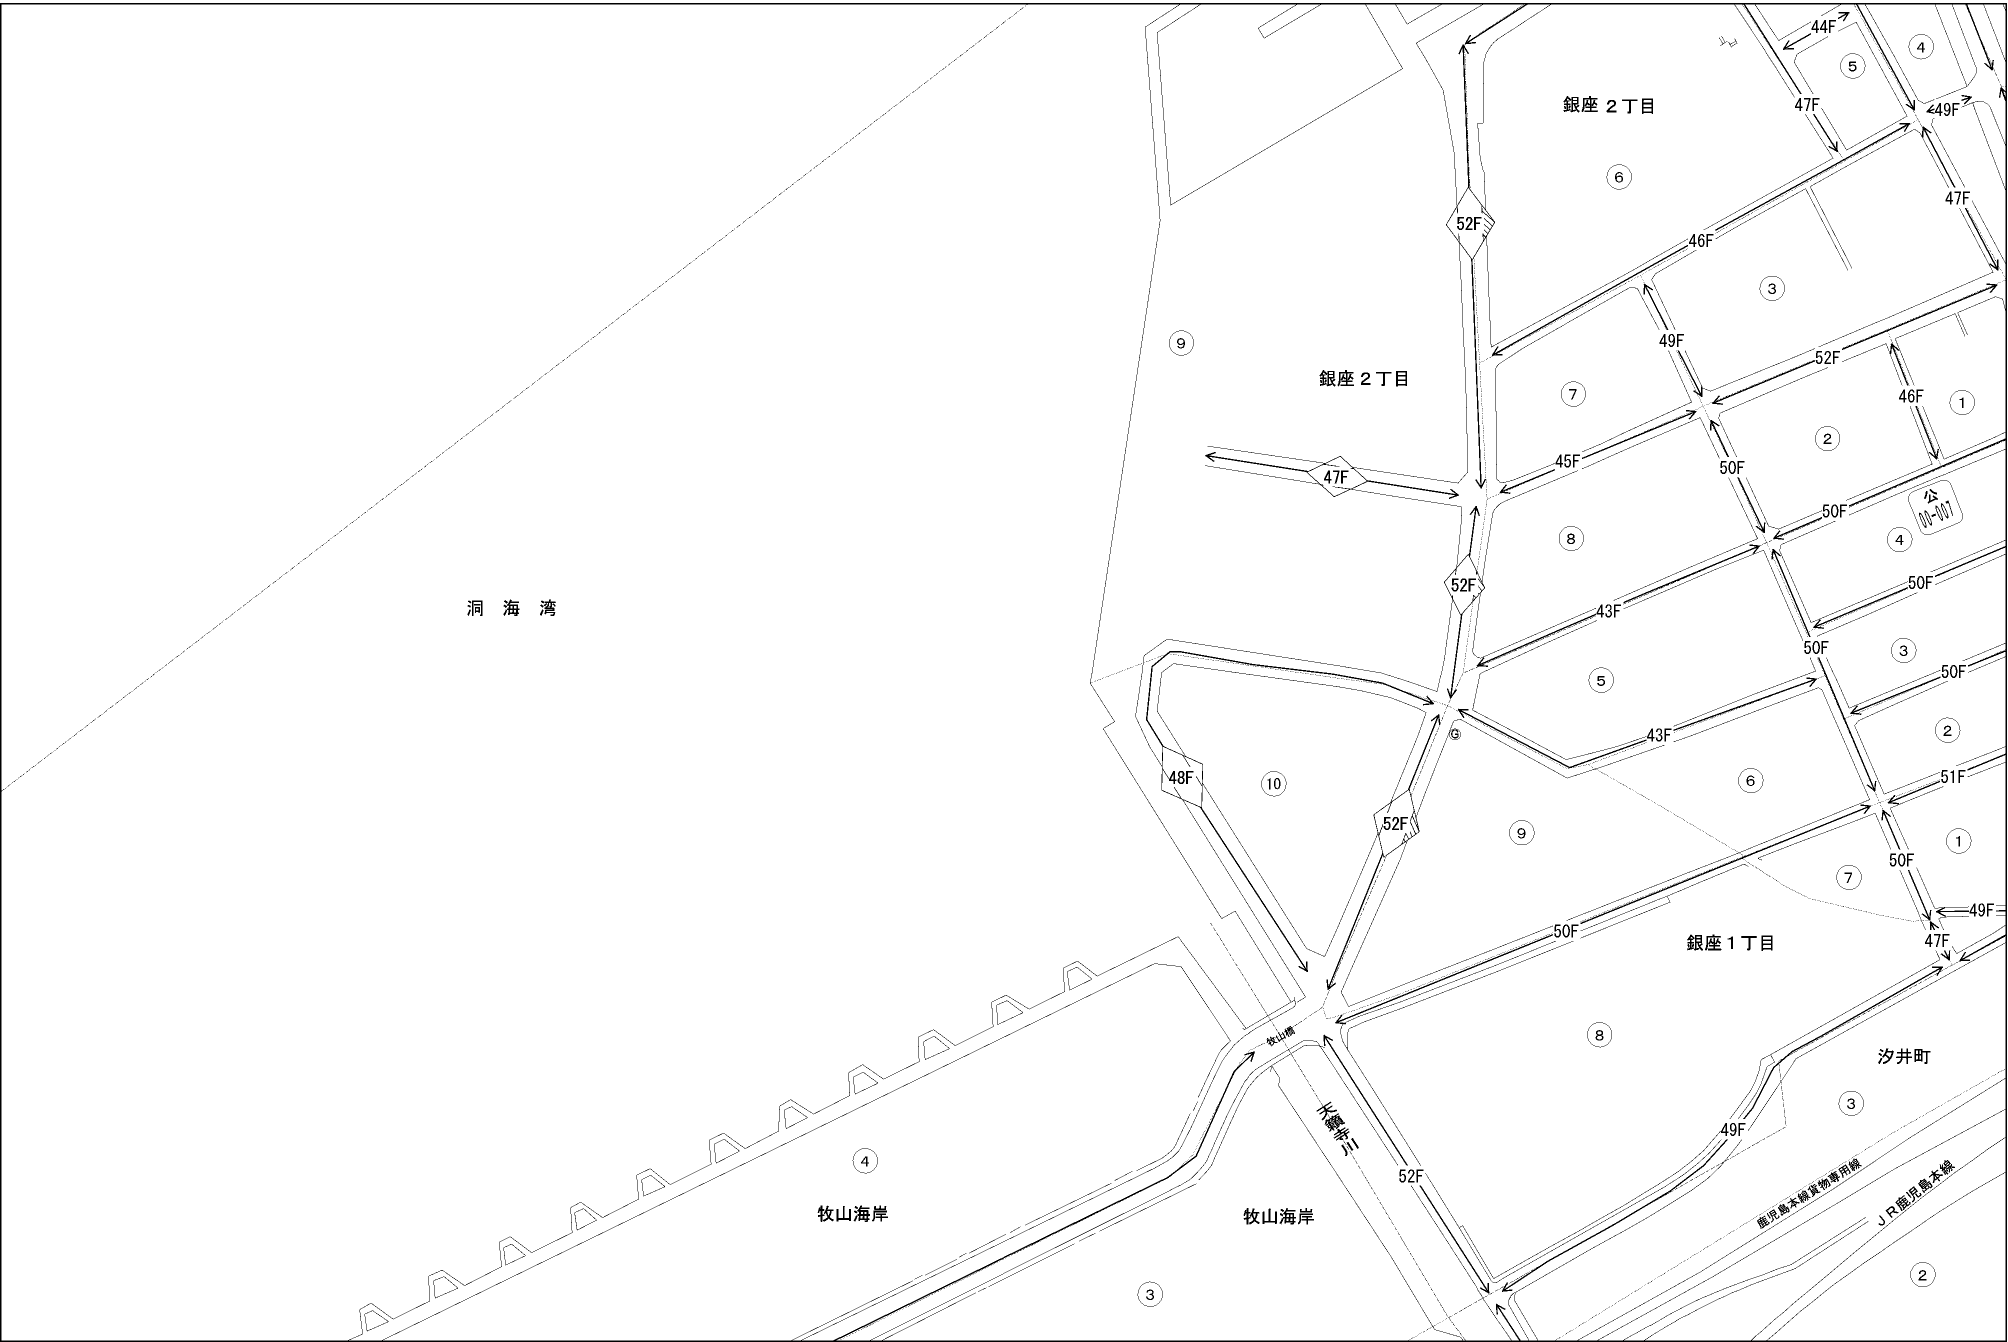 44F
④
⑤
銀座２丁目
47F
49F
⑥
47F
52F
46F
③
⑨
49F
52F
銀座２丁目
⑦
46F
①
②
45F
50F
47F
公
00-007
50F
⑧
④
50F
52F
洞 海 湾
43F
50F
③
50F
⑤
②
43F
G
51F
48F
⑩
⑥
52F
⑨
①
50F
⑦
49F
50F
47F
銀座１丁目
牧山橋
⑧
汐井町
③
天籟寺川
49F
④
52F
鹿児島本線貨物専用線
ＪＲ鹿児島本線
牧山海岸
牧山海岸
②
③